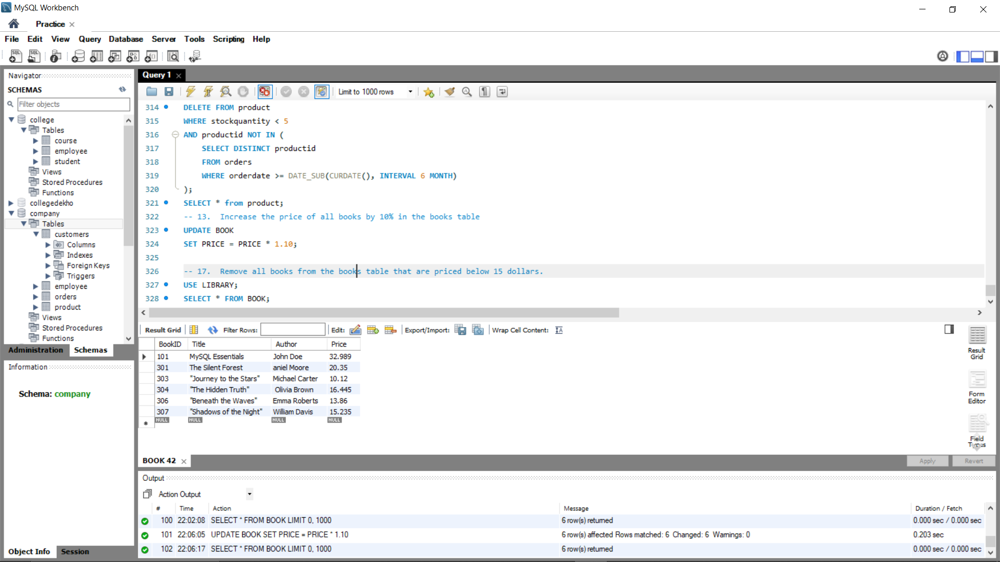 MySQL Workbench
Practice
File Edit View Query Database Server Tools Scripting Help
Navigator
SCHEMAS
Filter objects
college
Tables
course
employee
student
Views
Stored Procedures
Functions
collegedekho
company
Tables
customers
Columns
Indexes
Foreign Keys
Triggers
employee
orders
product
Views
Stored Procedures
Functions
Administration Schemas
Information
Schema: company
Object Info Session
Query 1
Limit to 1000 rows
314 DELETE FROM product
315 WHERE stockquantity < 5
316 AND productid NOT IN (
317 SELECT DISTINCT productid
318 FROM orders
319 WHERE orderdate >= DATE_SUB(CURDATE(), INTERVAL 6 MONTH)
320 );
321 SELECT * from product;
322 -- 13. Increase the price of all books by 10% in the books table
323 UPDATE BOOK
324 SET PRICE = PRICE * 1.10;
325
326 -- 17. Remove all books from the books table that are priced below 15 dollars.
327 USE LIBRARY;
328 SELECT * FROM BOOK;
Result Grid Filter Rows: Edit: Export/Import: Wrap Cell Content:
BookID Title Author Price
101 MySQL Essentials John Doe 32.989
301 The Silent Forest aniel Moore 20.35
303 "Journey to the Stars" Michael Carter 10.12
304 "The Hidden Truth" Olivia Brown 16.445
306 "Beneath the Waves" Emma Roberts 13.86
307 "Shadows of the Night" William Davis 15.235
NULL NULL NULL NULL
Result
Grid
Form
Editor
Field
Types
BOOK 42
Apply Revert
Output
Action Output
# Time Action Message Duration / Fetch
100 22:02:08 SELECT * FROM BOOK LIMIT 0, 1000 6 row(s) returned 0.000 sec / 0.000 sec
101 22:06:05 UPDATE BOOK SET PRICE = PRICE * 1.10 6 row(s) affected Rows matched: 6 Changed: 6 Warnings: 0 0.203 sec
102 22:06:17 SELECT * FROM BOOK LIMIT 0, 1000 6 row(s) returned 0.000 sec / 0.000 sec